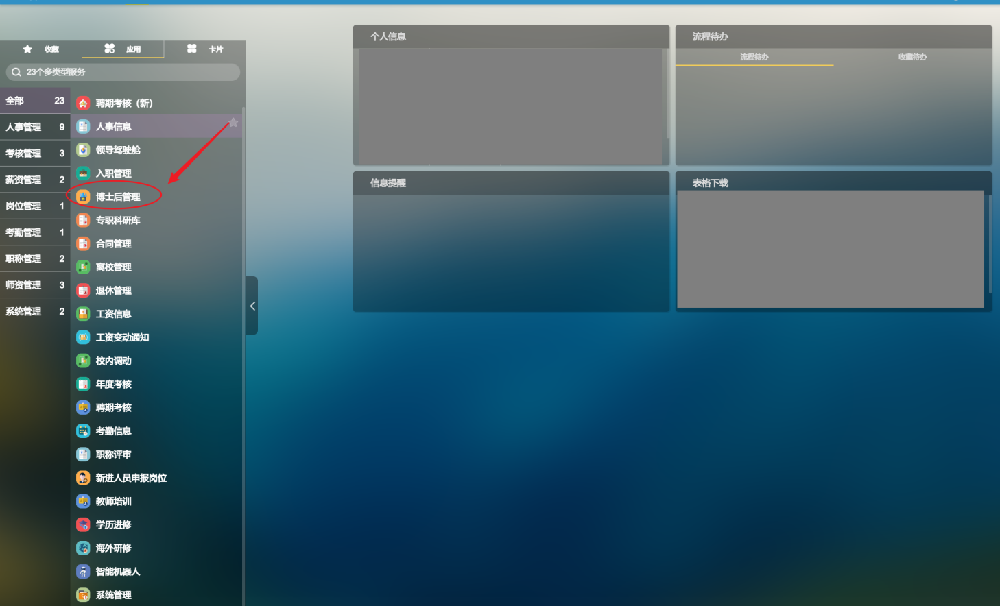 收藏
应用
卡片
23个多类型服务
全部 23
人事管理 9
考核管理 3
薪资管理 2
岗位管理 1
考勤管理 1
职称管理 2
师资管理 3
系统管理 2
聘期考核（新）
人事信息
领导驾驶舱
入职管理
博士后管理
专职科研库
合同管理
离校管理
退休管理
工资信息
工资变动通知
校内调动
年度考核
聘期考核
考勤信息
职称评审
新进人员申报岗位
教师培训
学历进修
海外研修
智能机器人
系统管理
个人信息
流程待办
流程待办
收藏待办
信息提醒
表格下载